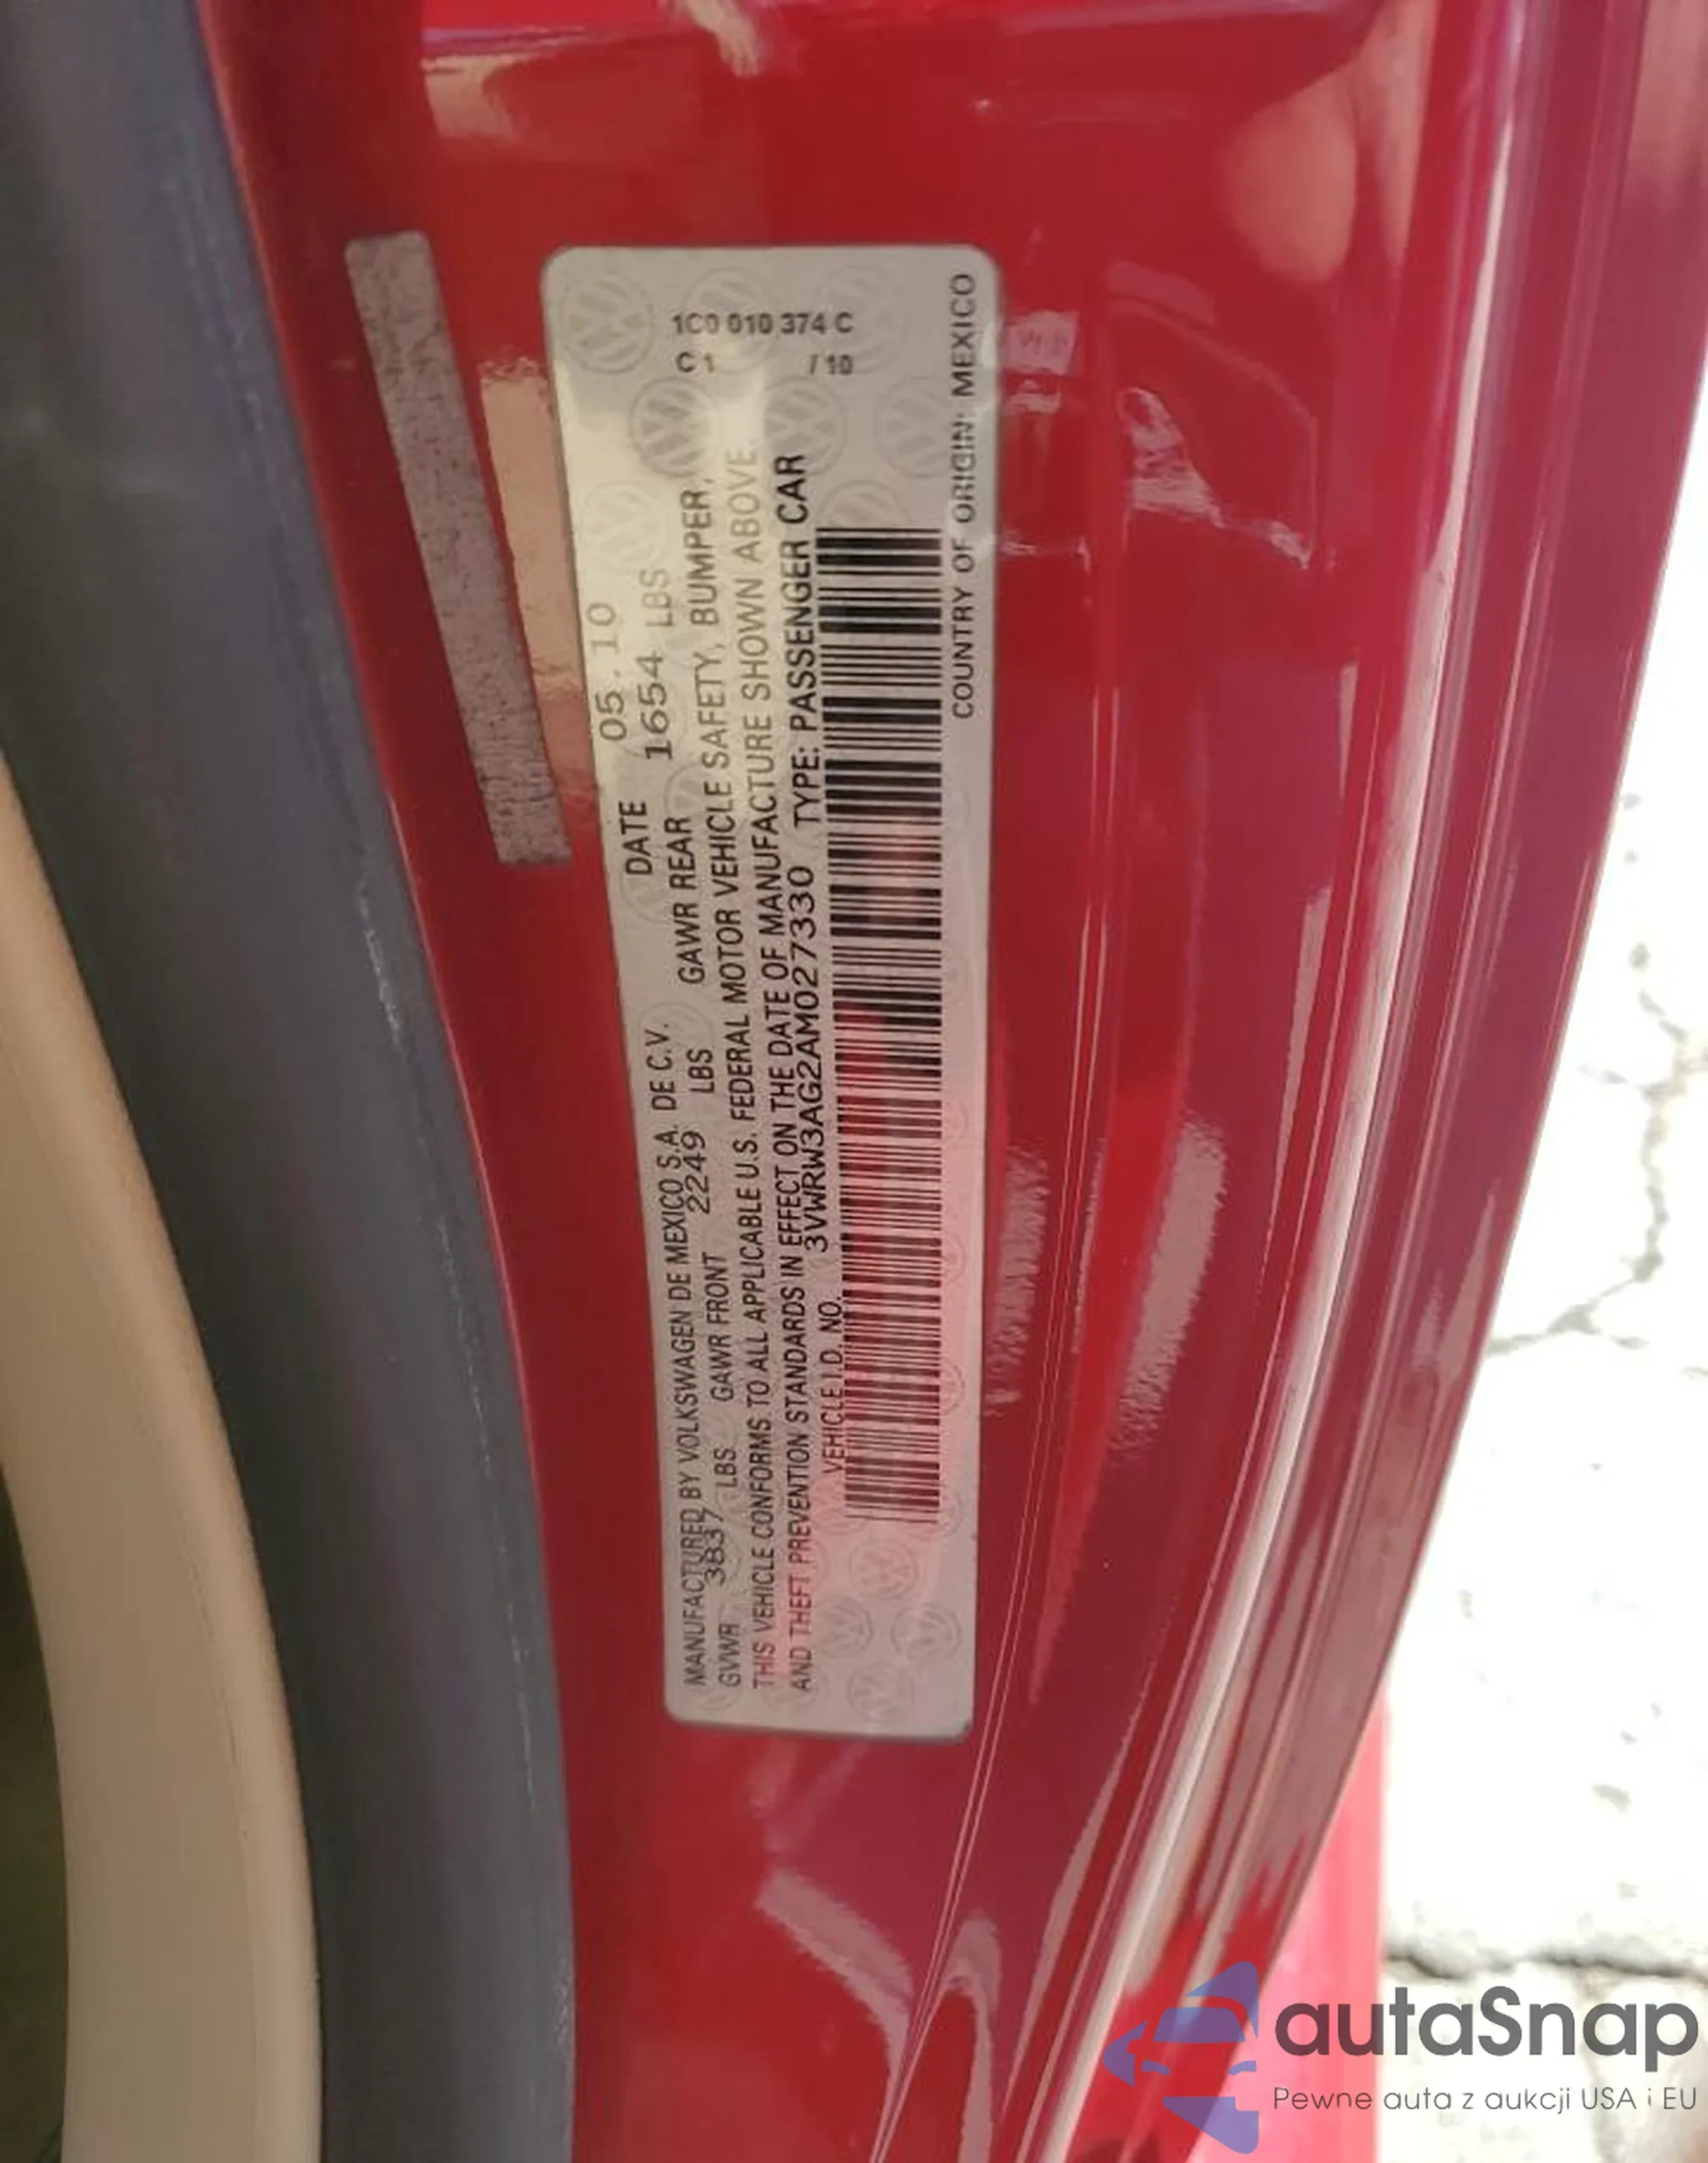 1C0 010 374 C
C 1 / 10
MANUFACTURED BY VOLKSWAGEN DE MEXICO S.A. DE C.V. DATE 05.10
GVWR 3837 LBS GAWR FRONT 2249 LBS GAWR REAR 1654 LBS
THIS VEHICLE CONFORMS TO ALL APPLICABLE U.S. FEDERAL MOTOR VEHICLE SAFETY, BUMPER,
AND THEFT PREVENTION STANDARDS IN EFFECT ON THE DATE OF MANUFACTURE SHOWN ABOVE.
VEHICLE I.D. NO. 3VWRW3AG2AM027330 TYPE: PASSENGER CAR
COUNTRY OF ORIGIN: MEXICO
autaSnap
Pewne auta z aukcji USA i EU